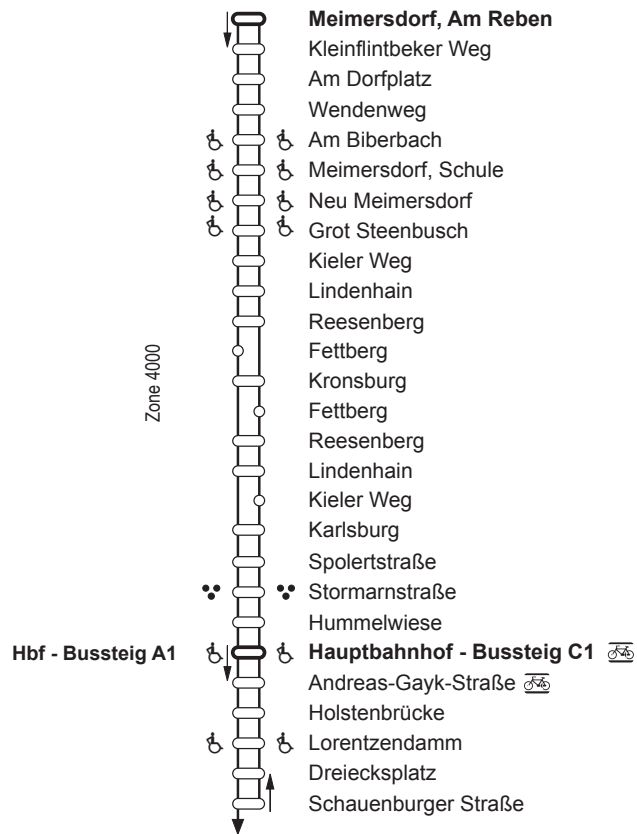 Meimersdorf, Am Reben
Kleinflintbeker Weg
Am Dorfplatz
Wendenweg
Am Biberbach
Meimersdorf, Schule
Neu Meimersdorf
Grot Steenbusch
Kieler Weg
Lindenhain
Reesenberg
Fettberg
Zone 4000
Kronsburg
Fettberg
Reesenberg
Lindenhain
Kieler Weg
Karlsburg
Spolertstraße
Stormarnstraße
Hummelwiese
Hbf - Bussteig A1 Hauptbahnhof - Bussteig C1
Andreas-Gayk-Straße
Holstenbrücke
Lorentzendamm
Dreiecksplatz
Schauenburger Straße